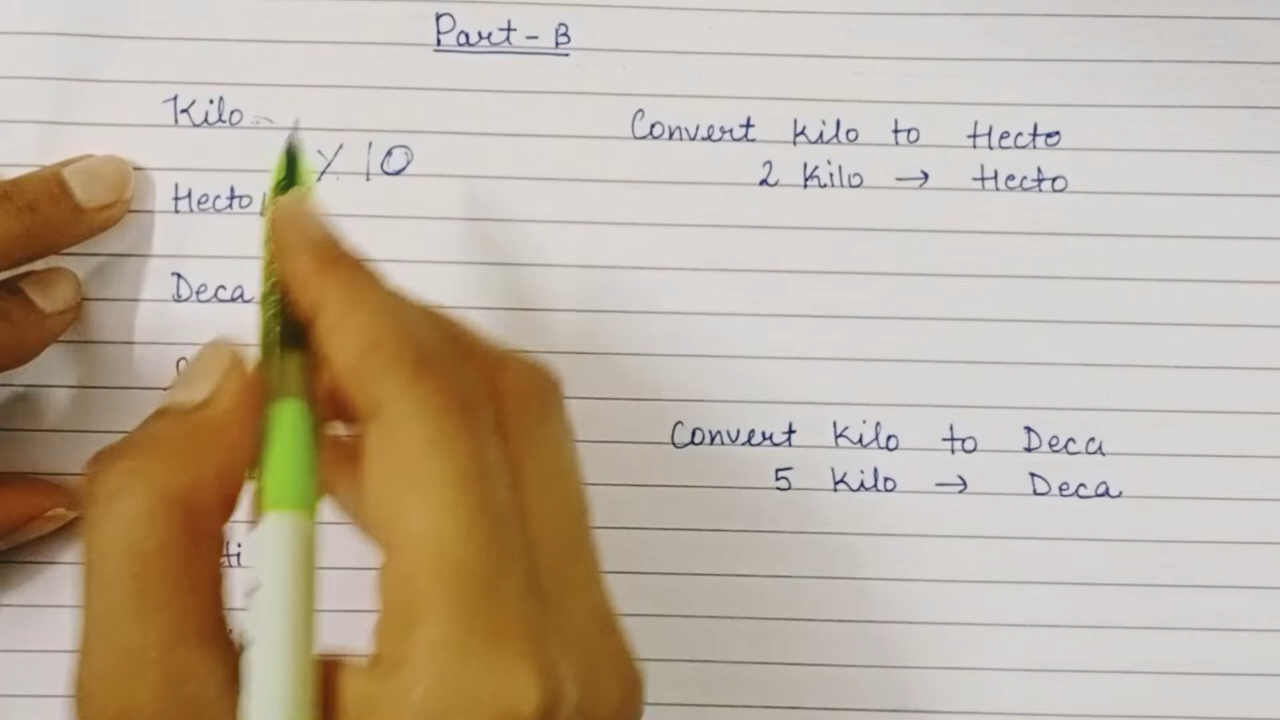 Part - B
Kilo
× 10
Hecto
Deca
ti
Convert Kilo to Hecto
2 Kilo → Hecto
Convert Kilo to Deca
5 Kilo → Deca